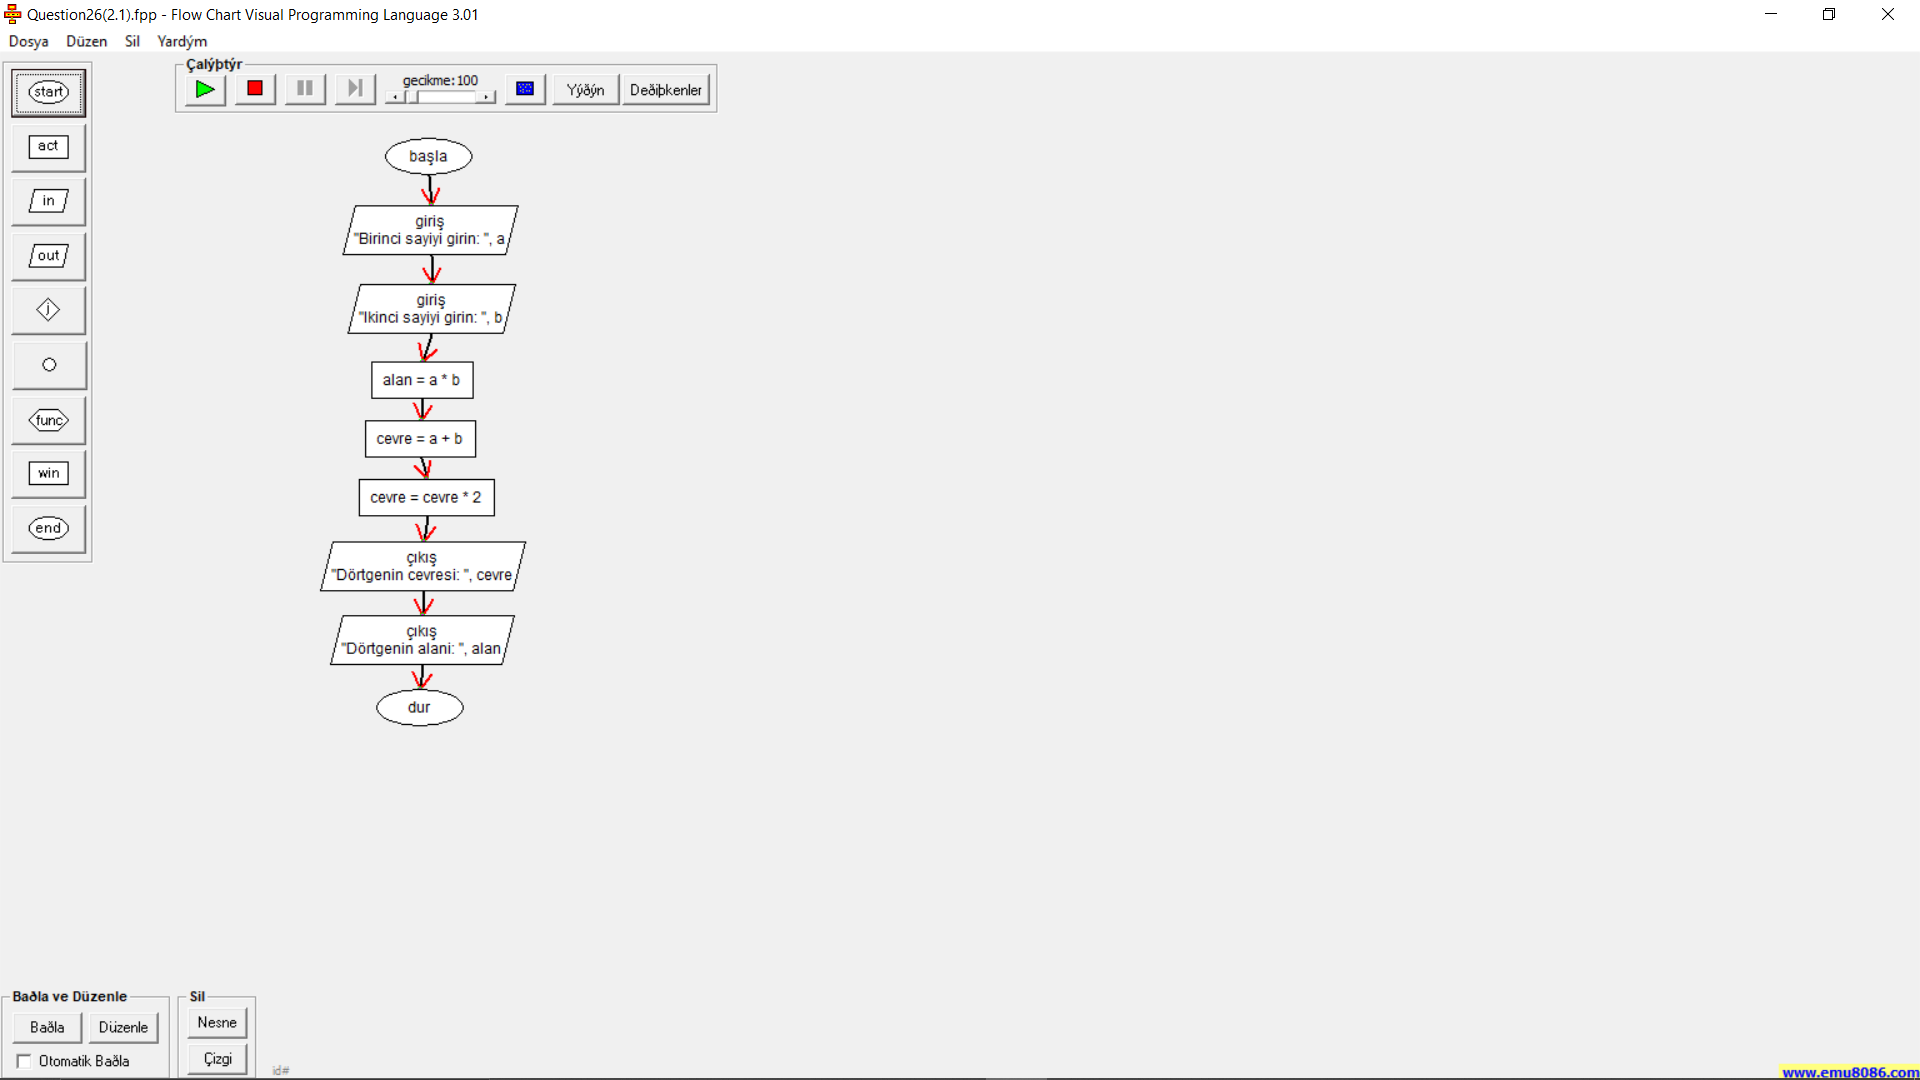 Question26(2.1).fpp - Flow Chart Visual Programming Language 3.01
Dosya Düzen Sil Yardým
Çalýþtýr
gecikme:100
Yýðýn
Deðiþkenler
start
act
in
out
j
func
win
end
başla
giriş
"Birinci sayiyi girin: ", a
giriş
"Ikinci sayiyi girin: ", b
alan = a * b
cevre = a + b
cevre = cevre * 2
çıkış
"Dörtgenin cevresi: ", cevre
çıkış
"Dörtgenin alani: ", alan
dur
Baðla ve Düzenle
Baðla
Düzenle
Otomatik Baðla
Sil
Nesne
Çizgi
id#
www.emu8086.com